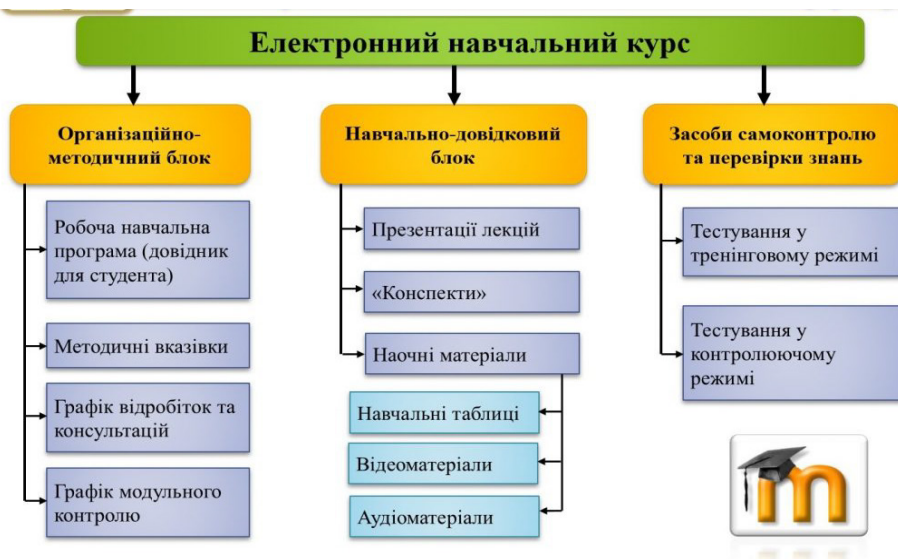 Електронний навчальний курс
Організаційно-
методичний блок
Робоча навчальна
програма (довідник
для студента)
Методичні вказівки
Графік відробіток та
консультацій
Графік модульного
контролю
Навчально-довідковий
блок
Презентації лекцій
«Конспекти»
Наочні матеріали
Навчальні таблиці
Відеоматеріали
Аудіоматеріали
Засоби самоконтролю
та перевірки знань
Тестування у
тренінговому режимі
Тестування у
контролюючому
режимі
m